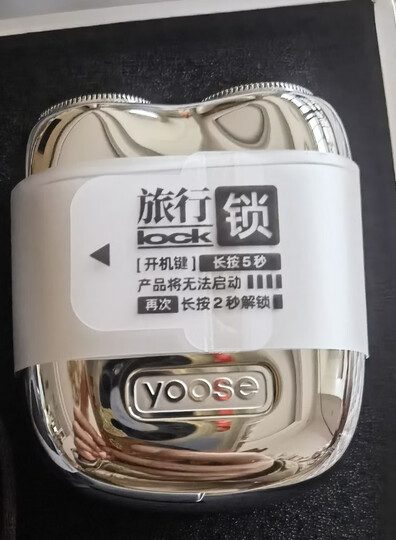 旅行锁
lock
[开机键] 长按5秒
产品将无法启动
再次 长按2秒解锁
yoose